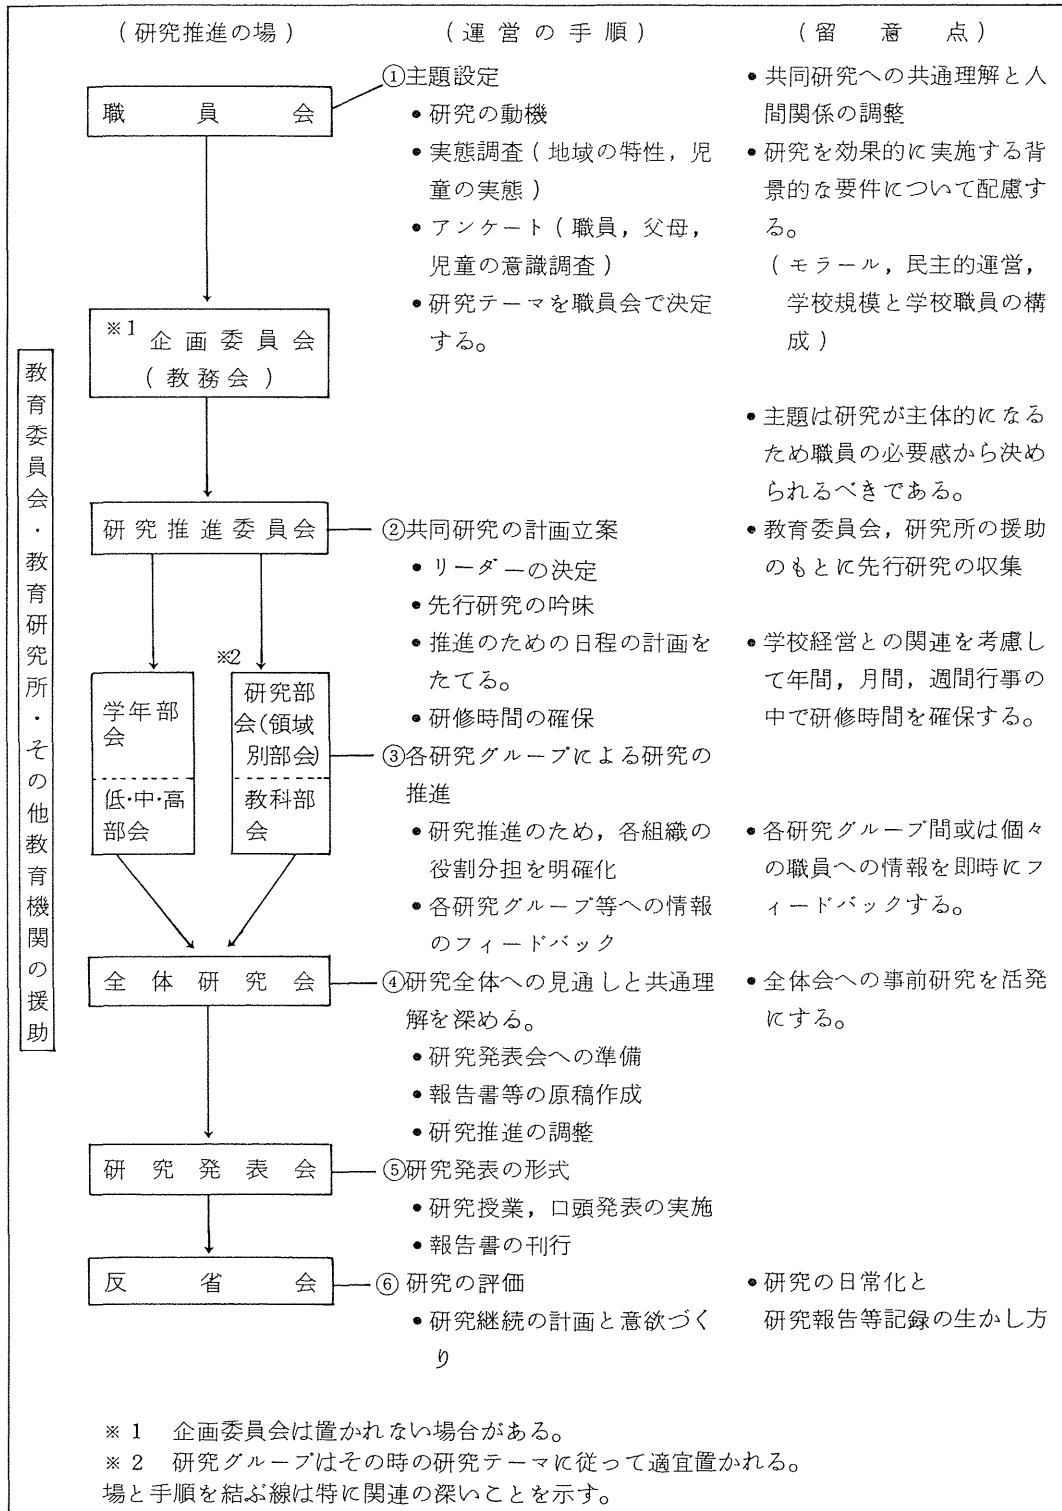 (研究推進の場)
(運営の手順)
(留意点)
教育委員会・教育研究所・その他教育機関の援助
職員会
※1 企画委員会
(教務会)
研究推進委員会
学年部
会
低・中・高
部会
※2
研究部
会(領域
別部会)
教科部
会
全体研究会
研究発表会
反省会
①主題設定
•研究の動機
•実態調査(地域の特性,児
童の実態)
•アンケート(職員,父母,
児童の意識調査)
•研究テーマを職員会で決定
する。
②共同研究の計画立案
•リーダーの決定
•先行研究の吟味
•推進のための日程の計画を
たてる。
•研修時間の確保
③各研究グループによる研究の
推進
•研究推進のため,各組織の
役割分担を明確化
•各研究グループ等への情報
のフィードバック
④研究全体への見通しと共通理
解を深める。
•研究発表会への準備
•報告書等の原稿作成
•研究推進の調整
⑤研究発表の形式
•研究授業,口頭発表の実施
•報告書の刊行
⑥研究の評価
•研究継続の計画と意欲づく
り
•共同研究への共通理解と人
間関係の調整
•研究を効果的に実施する背
景的な要件について配慮す
る。
(モラール,民主的運営,
学校規模と学校職員の構
成)
•主題は研究が主体的になる
ため職員の必要感から決め
られるべきである。
•教育委員会,研究所の援助
のもとに先行研究の収集
•学校経営との関連を考慮し
て年間,月間,週間行事の
中で研修時間を確保する。
•各研究グループ間或は個々
の職員への情報を即時にフ
ィードバックする。
•全体会への事前研究を活発
にする。
•研究の日常化と
研究報告等記録の生かし方
※1 企画委員会は置かれない場合がある。
※2 研究グループはその時の研究テーマに従って適宜置かれる。
場と手順を結ぶ線は特に関連の深いことを示す。